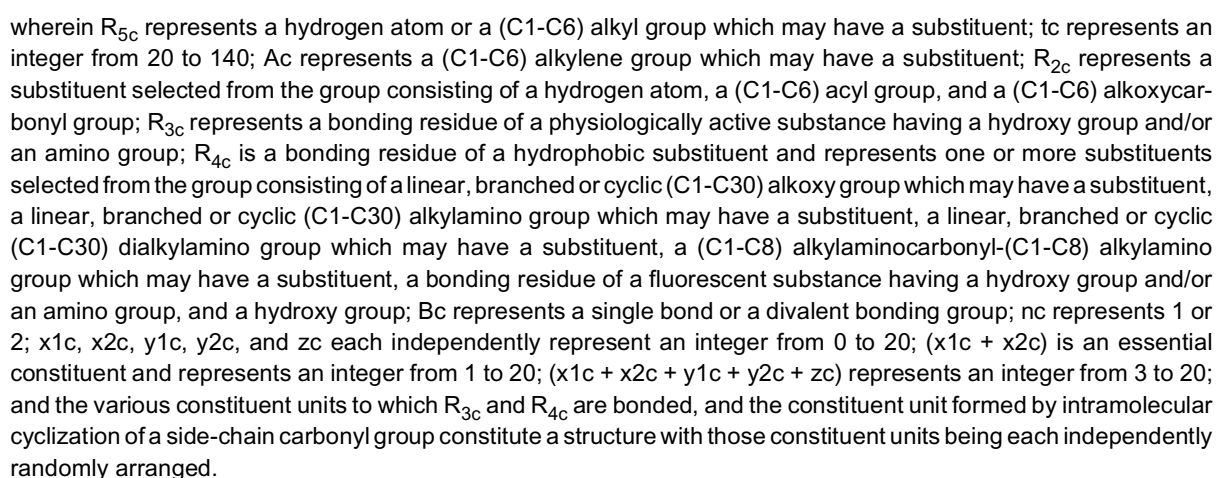 wherein R5c represents a hydrogen atom or a (C1-C6) alkyl group which may have a substituent; tc represents an
integer from 20 to 140; Ac represents a (C1-C6) alkylene group which may have a substituent; R2c represents a
substituent selected from the group consisting of a hydrogen atom, a (C1-C6) acyl group, and a (C1-C6) alkoxycar-
bonyl group; R3c represents a bonding residue of a physiologically active substance having a hydroxy group and/or
an amino group; R4c is a bonding residue of a hydrophobic substituent and represents one or more substituents
selected from the group consisting of a linear, branched or cyclic (C1-C30) alkoxy group which may have a substituent,
a linear, branched or cyclic (C1-C30) alkylamino group which may have a substituent, a linear, branched or cyclic
(C1-C30) dialkylamino group which may have a substituent, a (C1-C8) alkylaminocarbonyl-(C1-C8) alkylamino
group which may have a substituent, a bonding residue of a fluorescent substance having a hydroxy group and/or
an amino group, and a hydroxy group; Bc represents a single bond or a divalent bonding group; nc represents 1 or
2; x1c, x2c, y1c, y2c, and zc each independently represent an integer from 0 to 20; (x1c + x2c) is an essential
constituent and represents an integer from 1 to 20; (x1c + x2c + y1c + y2c + zc) represents an integer from 3 to 20;
and the various constituent units to which R3c and R4c are bonded, and the constituent unit formed by intramolecular
cyclization of a side-chain carbonyl group constitute a structure with those constituent units being each independently
randomly arranged.